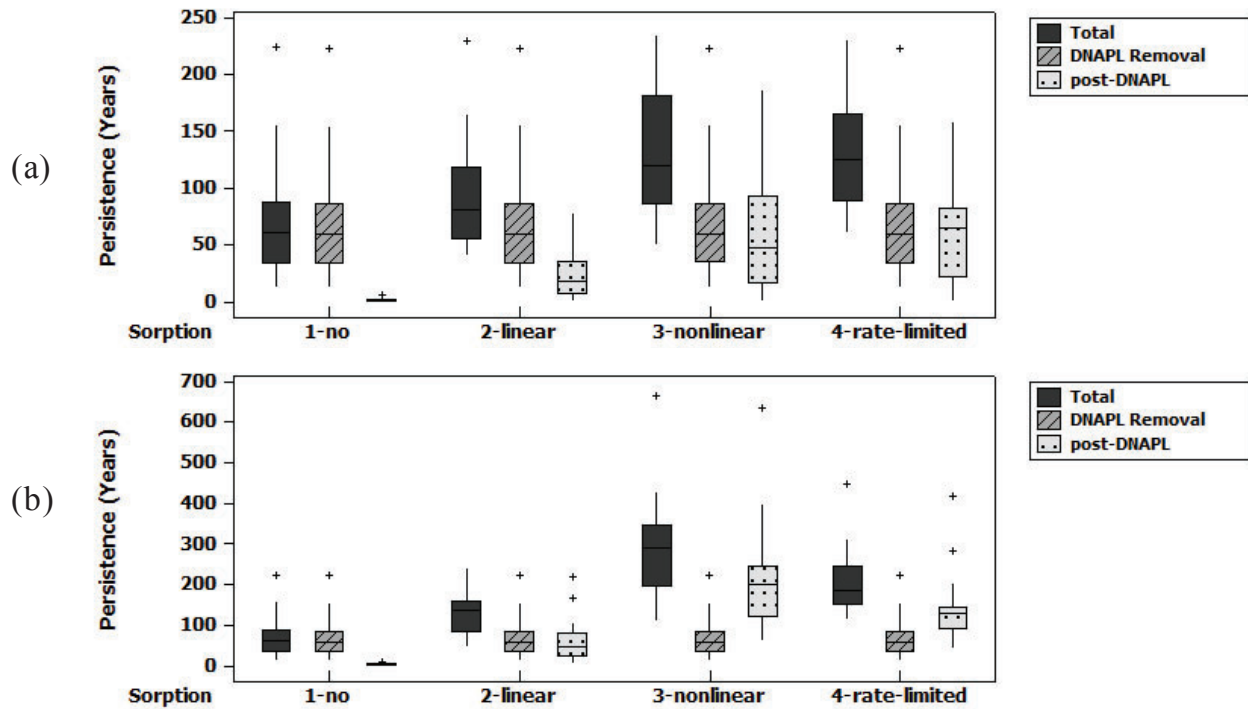 (a)
Persistence (Years)
250
200
150
100
50
0
Sorption 1-no 2-linear 3-nonlinear 4-rate-limited
Total
DNAPL Removal
post-DNAPL
(b)
Persistence (Years)
700
600
500
400
300
200
100
0
Sorption 1-no 2-linear 3-nonlinear 4-rate-limited
Total
DNAPL Removal
post-DNAPL